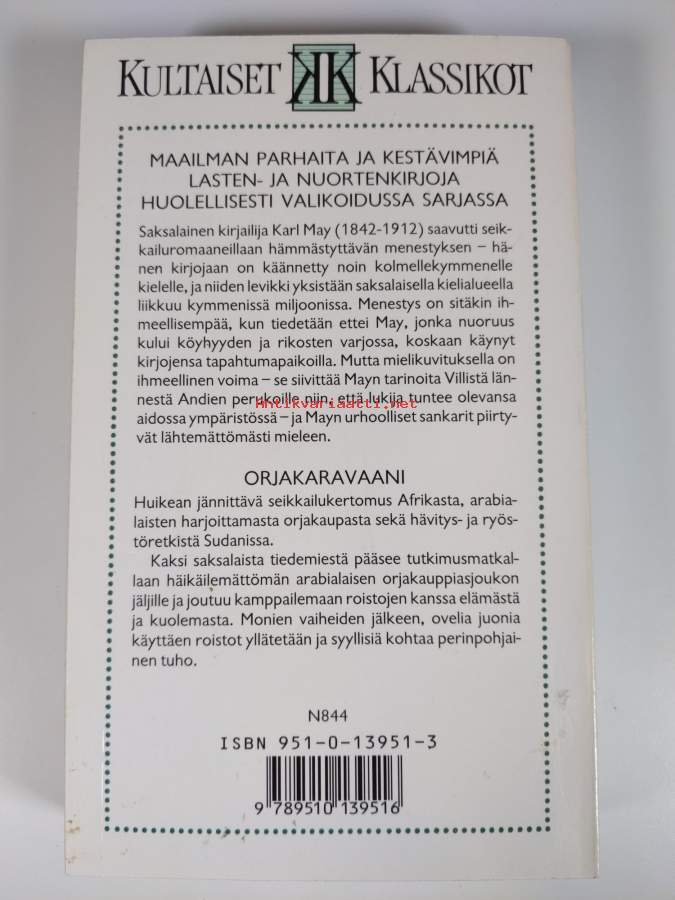 KULTAISET KK KLASSIKOT
MAAILMAN PARHAITA JA KESTÄVIMPIÄ
LASTEN- JA NUORTENKIRJOJA
HUOLELLISESTI VALIKOIDUSSA SARJASSA
Saksalainen kirjailija Karl May (1842-1912) saavutti seik-
kailuromaaneillaan hämmästyttävän menestyksen – hä-
nen kirjojaan on käännetty noin kolmellekymmenelle
kielelle, ja niiden levikki yksistään saksalaisella kielialueella
liikkuu kymmenissä miljoonissa. Menestys on sitäkin ih-
meellisempää, kun tiedetään ettei May, jonka nuoruus
kului köyhyyden ja rikosten varjossa, koskaan käynyt
kirjojensa tapahtumapaikoilla. Mutta mielikuvituksella on
ihmeellinen voima – se siivittää Mayn tarinoita Villistä län-
nestä Andien perukoille niin, että lukija tuntee olevansa
Antikvariaatti.net
aidossa ympäristössä – ja Mayn urhoolliset sankarit piirty-
vät lähtemättömästi mieleen.
ORJAKARAVAANI
Huikean jännittävä seikkailukertomus Afrikasta, arabia-
laisten harjoittamasta orjakaupasta sekä hävitys- ja ryös-
töretkistä Sudanissa.
Kaksi saksalaista tiedemiestä pääsee tutkimusmatkal-
laan häikäilemättömän arabialaisen orjakauppiasjoukon
jäljille ja joutuu kamppailemaan roistojen kanssa elämästä
ja kuolemasta. Monien vaiheiden jälkeen, ovelia juonia
käyttäen roistot yllätetään ja syyllisiä kohtaa perinpohjai-
nen tuho.
N844
ISBN 951-0-13951-3
9 789510 139516